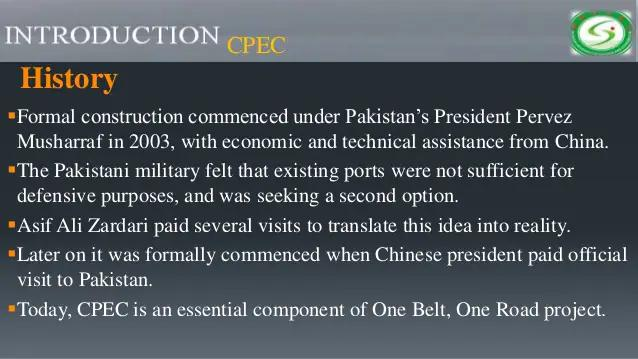 INTRODUCTION CPEC
History
▪Formal construction commenced under Pakistan’s President Pervez
Musharraf in 2003, with economic and technical assistance from China.
▪The Pakistani military felt that existing ports were not sufficient for
defensive purposes, and was seeking a second option.
▪Asif Ali Zardari paid several visits to translate this idea into reality.
▪Later on it was formally commenced when Chinese president paid official
visit to Pakistan.
▪Today, CPEC is an essential component of One Belt, One Road project.